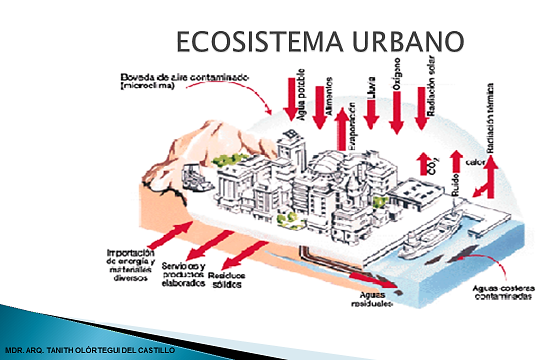 ECOSISTEMA URBANO
Boveda de aire contaminado
(microclima)
Agua potable
Alimentos
Evaporación
Lluvia
Oxígeno
Radiación solar
Radiación térmica
CO2
Ruido
calor
Importación
de energía y
materiales
diversos
Servicios y
productos
elaborados
Residuos
sólidos
Aguas
residuales
Aguas costeras
contaminadas
MDR. ARQ. TANITH OLÓRTEGUI DEL CASTILLO